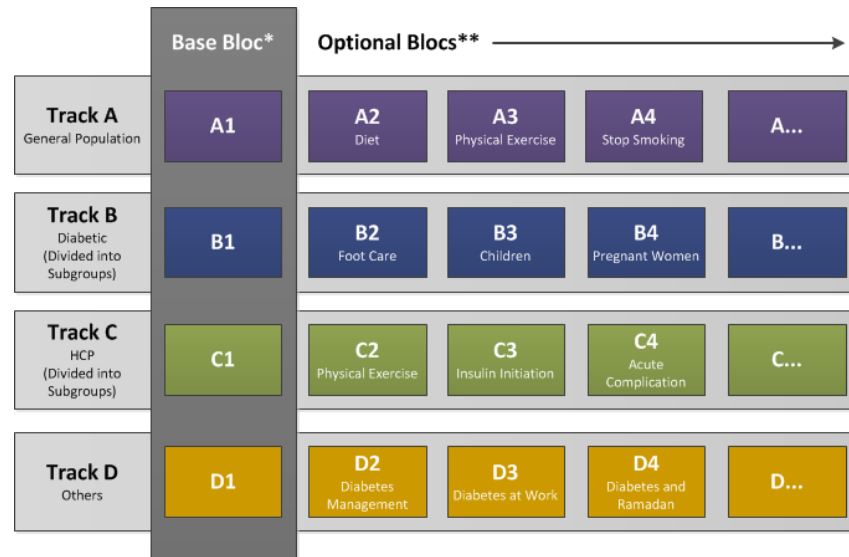 Base Bloc*
Optional Blocs**
Track A
General Population
A1
A2
Diet
A3
Physical Exercise
A4
Stop Smoking
A...
Track B
Diabetic
(Divided into
Subgroups)
B1
B2
Foot Care
B3
Children
B4
Pregnant Women
B...
Track C
HCP
(Divided into
Subgroups)
C1
C2
Physical Exercise
C3
Insulin Initiation
C4
Acute
Complication
C...
Track D
Others
D1
D2
Diabetes
Management
D3
Diabetes at Work
D4
Diabetes and
Ramadan
D...